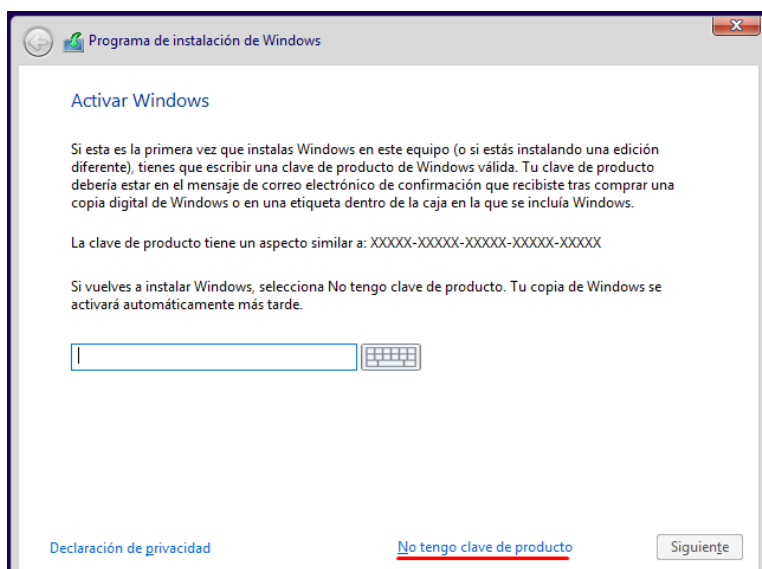 Programa de instalación de Windows
Activar Windows
Si esta es la primera vez que instalas Windows en este equipo (o si estás instalando una edición
diferente), tienes que escribir una clave de producto de Windows válida. Tu clave de producto
debería estar en el mensaje de correo electrónico de confirmación que recibiste tras comprar una
copia digital de Windows o en una etiqueta dentro de la caja en la que se incluía Windows.
La clave de producto tiene un aspecto similar a: XXXXX-XXXXX-XXXXX-XXXXX-XXXXX
Si vuelves a instalar Windows, selecciona No tengo clave de producto. Tu copia de Windows se
activará automáticamente más tarde.
Declaración de privacidad
No tengo clave de producto
Siguiente